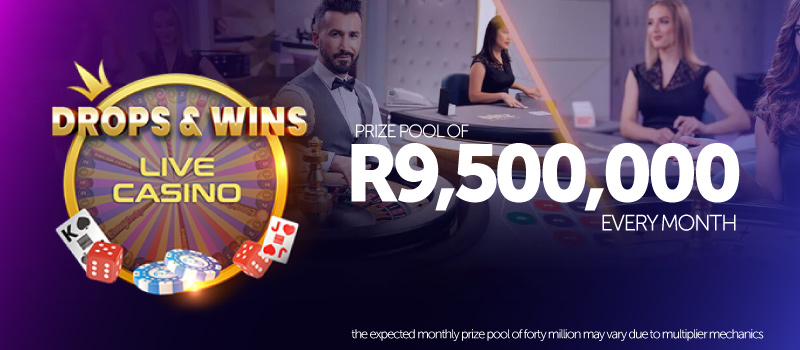 DROPS & WINS
LIVE
CASINO
K
J
PRIZE POOL OF
R9,500,000
EVERY MONTH
the expected monthly prize pool of forty million may vary due to multiplier mechanics